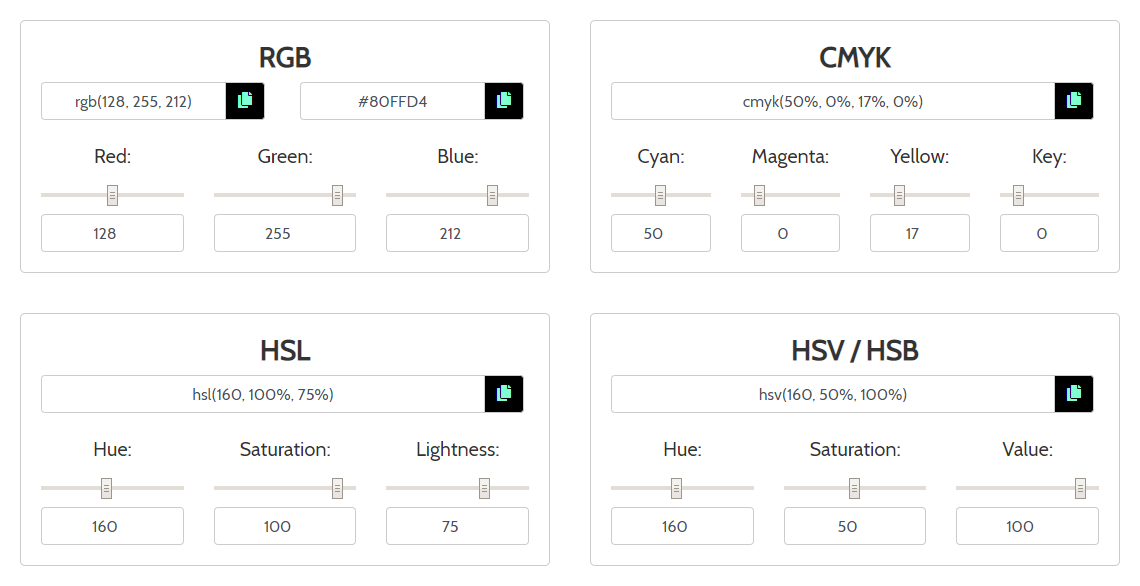 RGB
rgb(128, 255, 212)
#80FFD4
Red:
Green:
Blue:
128
255
212
CMYK
cmyk(50%, 0%, 17%, 0%)
Cyan:
Magenta:
Yellow:
Key:
50
0
17
0
HSL
hsl(160, 100%, 75%)
Hue:
Saturation:
Lightness:
160
100
75
HSV / HSB
hsv(160, 50%, 100%)
Hue:
Saturation:
Value:
160
50
100